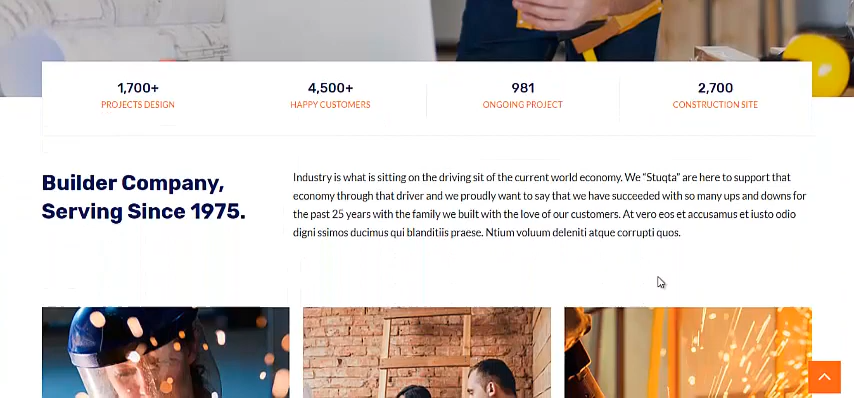 1,700+ 4,500+ 981 2,700
PROJECTS DESIGN HAPPY CUSTOMERS ONGOING PROJECT CONSTRUCTION SITE
Builder Company,
Serving Since 1975.
Industry is what is sitting on the driving sit of the current world economy. We “Stuqta” are here to support that
economy through that driver and we proudly want to say that we have succeeded with so many ups and downs for
the past 25 years with the family we built with the love of our customers. At vero eos et accusamus et iusto odio
digni ssimos ducimus qui blanditiis praese. Ntium voluum deleniti atque corrupti quos.